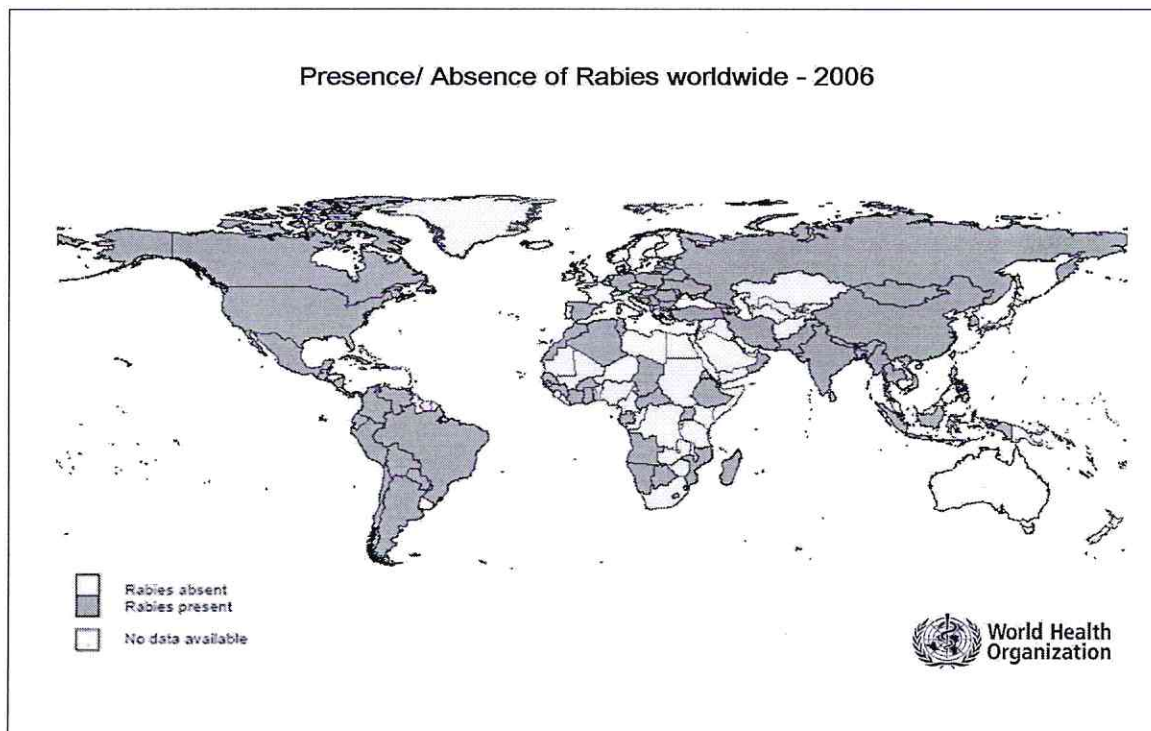 Presence/ Absence of Rabies worldwide - 2006
Rabies absent
Rabies present
No data available
World Health
Organization